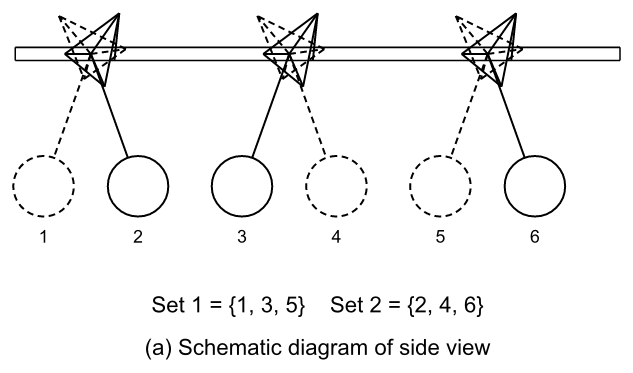 1 2 3 4 5 6
Set 1 = {1, 3, 5} Set 2 = {2, 4, 6}
(a) Schematic diagram of side view